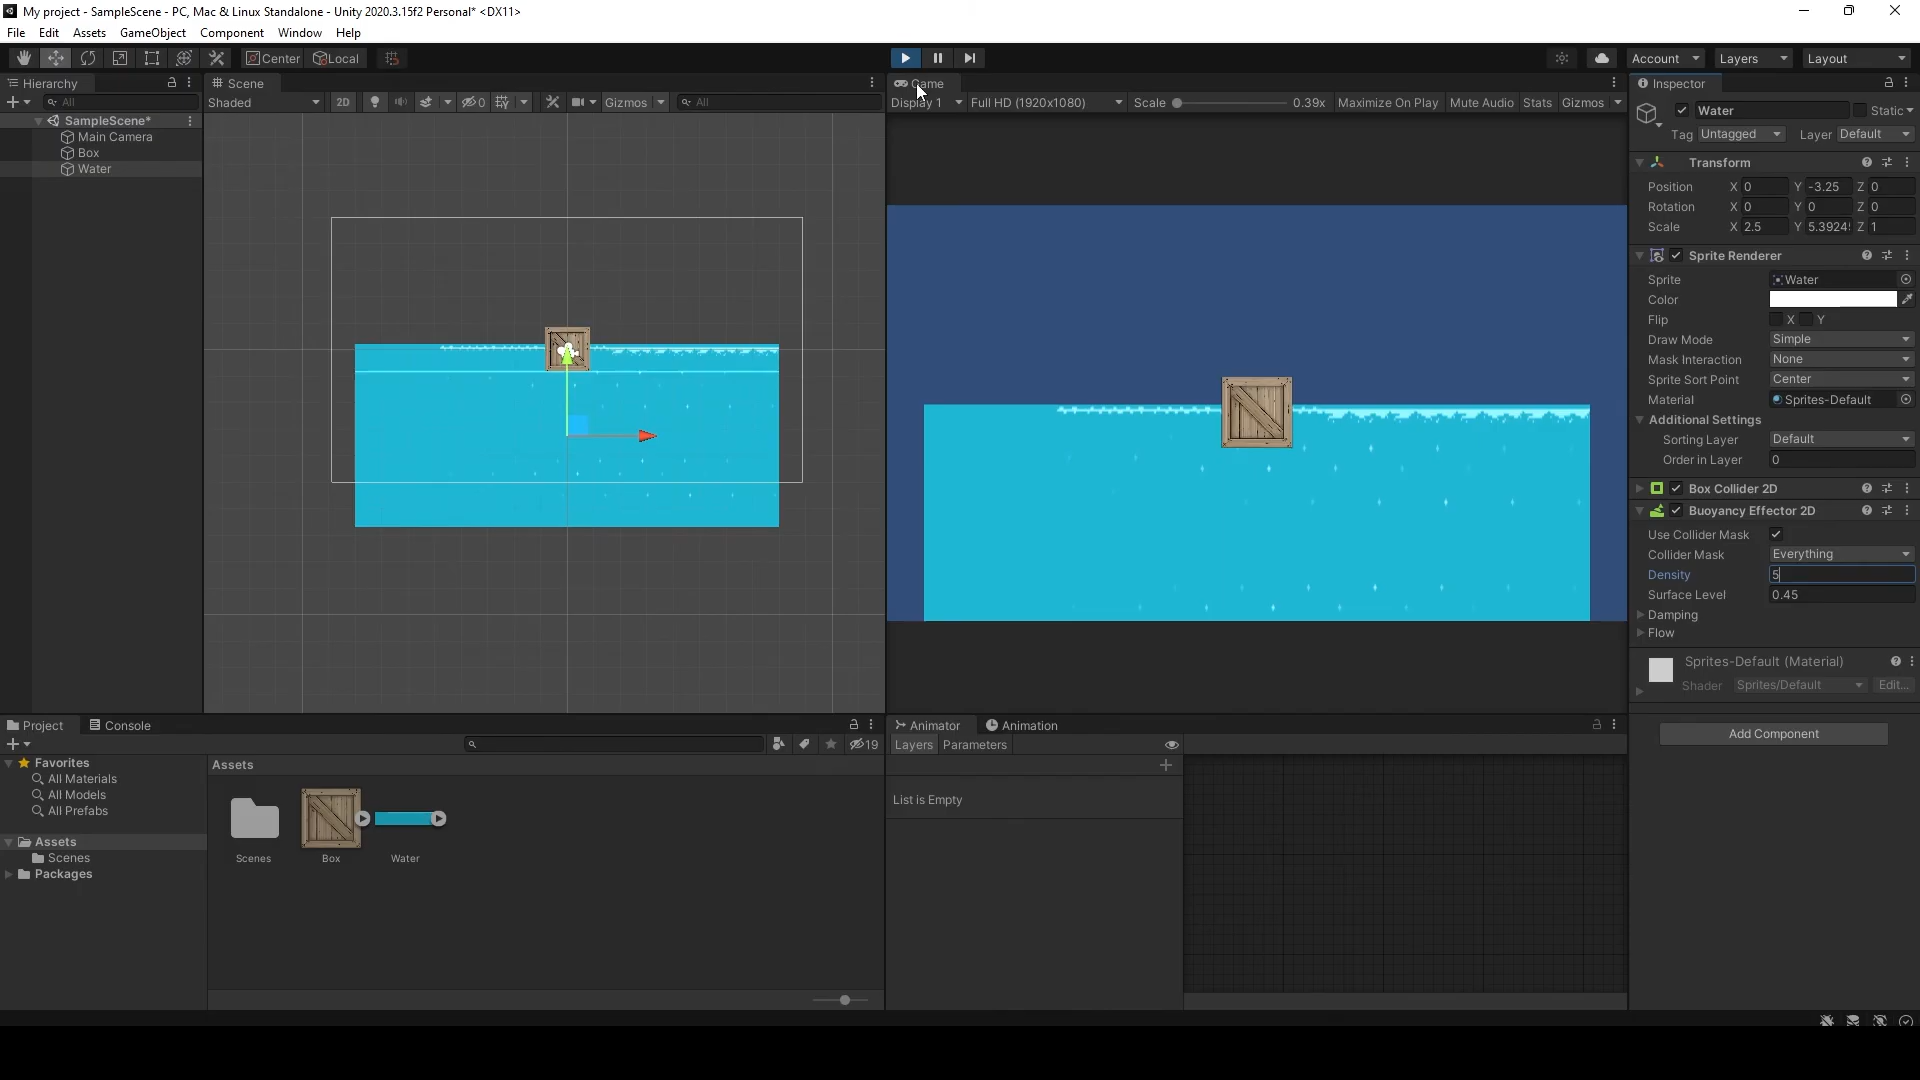 My project - SampleScene - PC, Mac & Linux Standalone - Unity 2020.3.15f2 Personal* <DX11>
File Edit Assets GameObject Component Window Help
Center Local
Account Layers Layout
Hierarchy
All
SampleScene*
Main Camera
Box
Water
Scene
Shaded 2D 0 Gizmos All
Game
Display 1 Full HD (1920x1080) Scale 0.39x Maximize On Play Mute Audio Stats Gizmos
Inspector
Water Static
Tag Untagged Layer Default
Transform
Position X 0 Y -3.25 Z 0
Rotation X 0 Y 0 Z 0
Scale X 2.5 Y 5.3924 Z 1
Sprite Renderer
Sprite Water
Color
Flip X Y
Draw Mode Simple
Mask Interaction None
Sprite Sort Point Center
Material Sprites-Default
Additional Settings
Sorting Layer Default
Order in Layer 0
Box Collider 2D
Buoyancy Effector 2D
Use Collider Mask
Collider Mask Everything
Density 5
Surface Level 0.45
Damping
Flow
Sprites-Default (Material)
Shader Sprites/Default Edit...
Add Component
Project Console
19
Favorites
All Materials
All Models
All Prefabs
Assets
Scenes
Packages
Assets
Scenes Box Water
Animator Animation
Layers Parameters
List is Empty